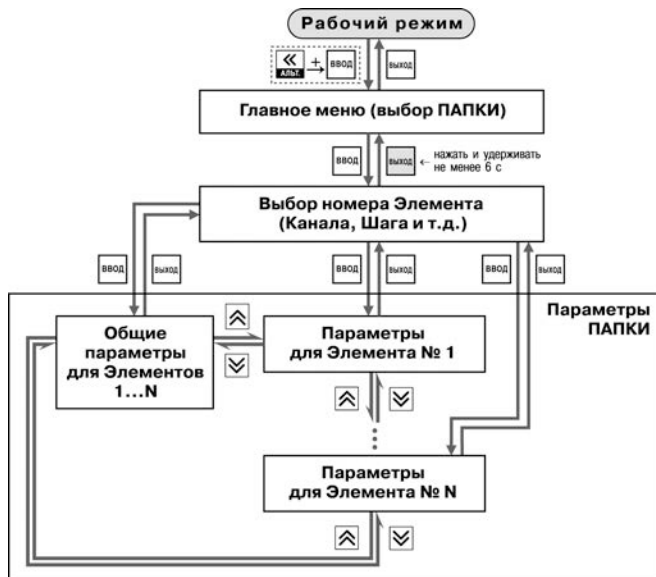 Рабочий режим
«
АЛЬТ.
+
ВВОД
ВЫХОД
Главное меню (выбор ПАПКИ)
ВВОД
ВЫХОД
← нажать и удерживать
не менее 6 с
Выбор номера Элемента
(Канала, Шага и т.д.)
ВВОД
ВЫХОД
ВВОД
ВЫХОД
ВВОД
ВЫХОД
Параметры
ПАПКИ
Общие
параметры
для Элементов
1...N
Параметры
для Элемента № 1
Параметры
для Элемента № N